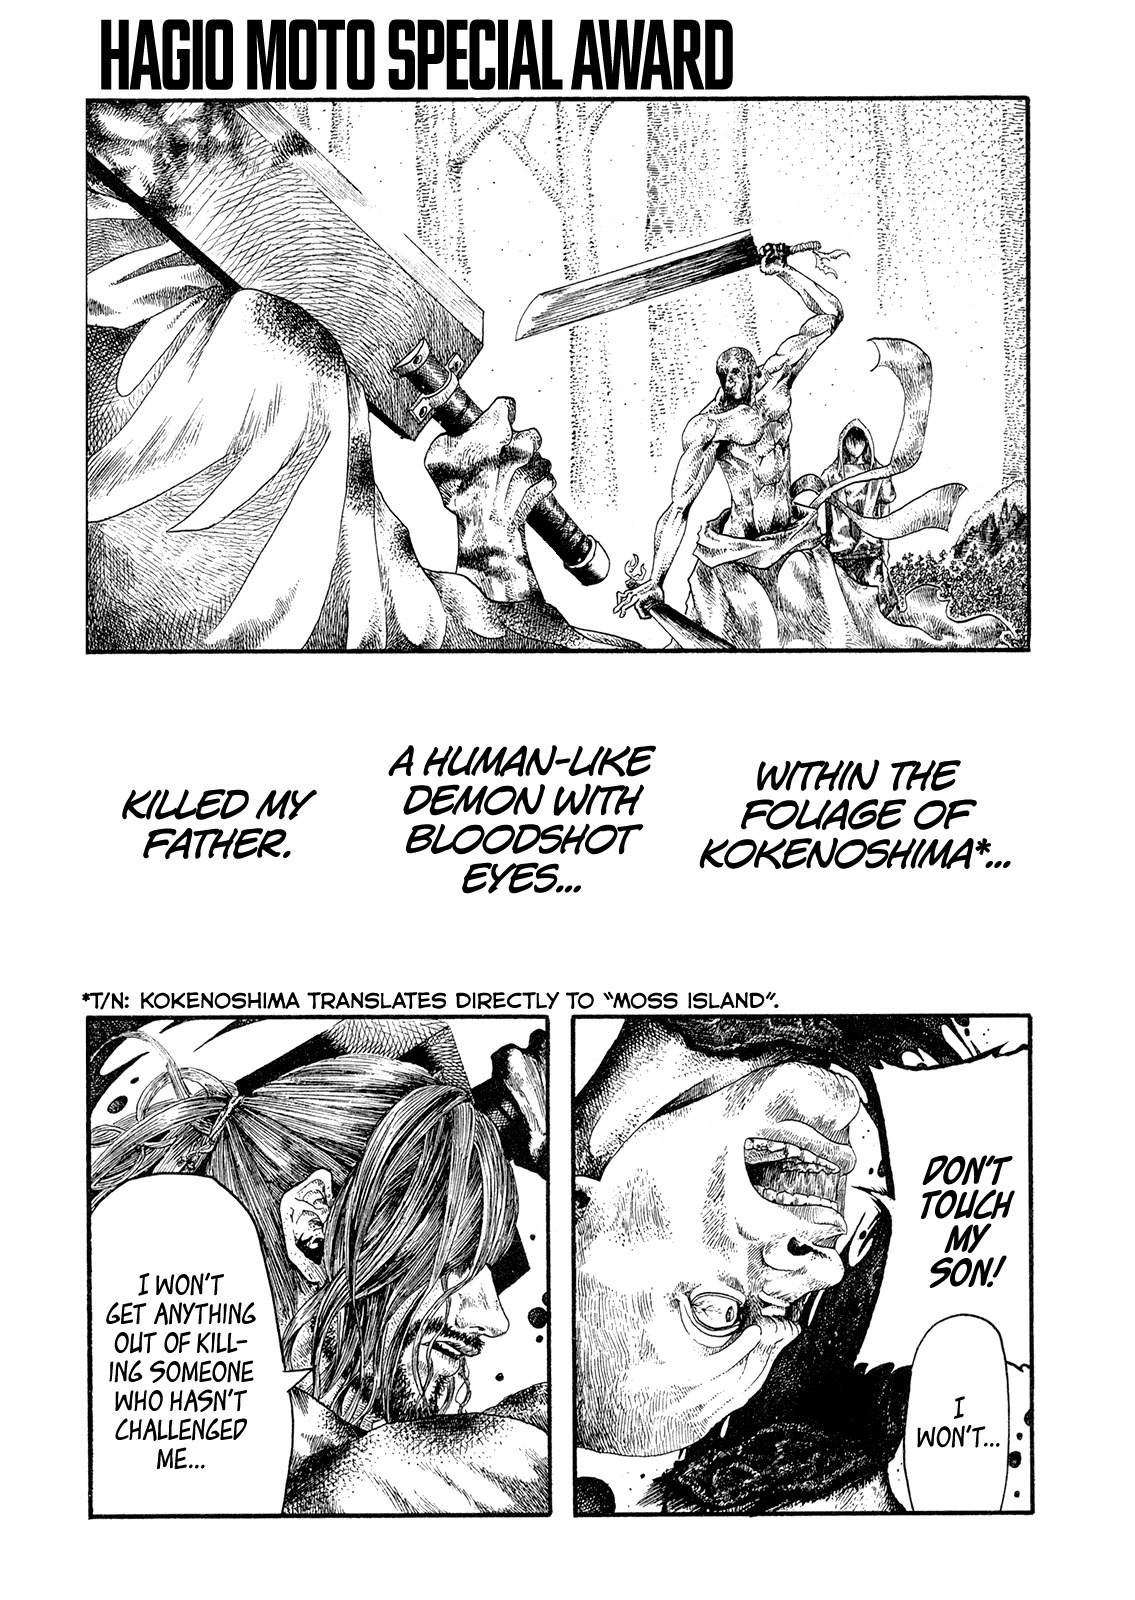 HAGIO MOTO SPECIAL AWARD
WITHIN THE
FOLIAGE OF
KOKENOSHIMA*...
A HUMAN-LIKE
DEMON WITH
BLOODSHOT
EYES...
KILLED MY
FATHER.
*T/N: KOKENOSHIMA TRANSLATES DIRECTLY TO "MOSS ISLAND".
DON'T
TOUCH
MY
SON!
I
WON'T...
I WON'T
GET ANYTHING
OUT OF KILL-
ING SOMEONE
WHO HASN'T
CHALLENGED
ME...